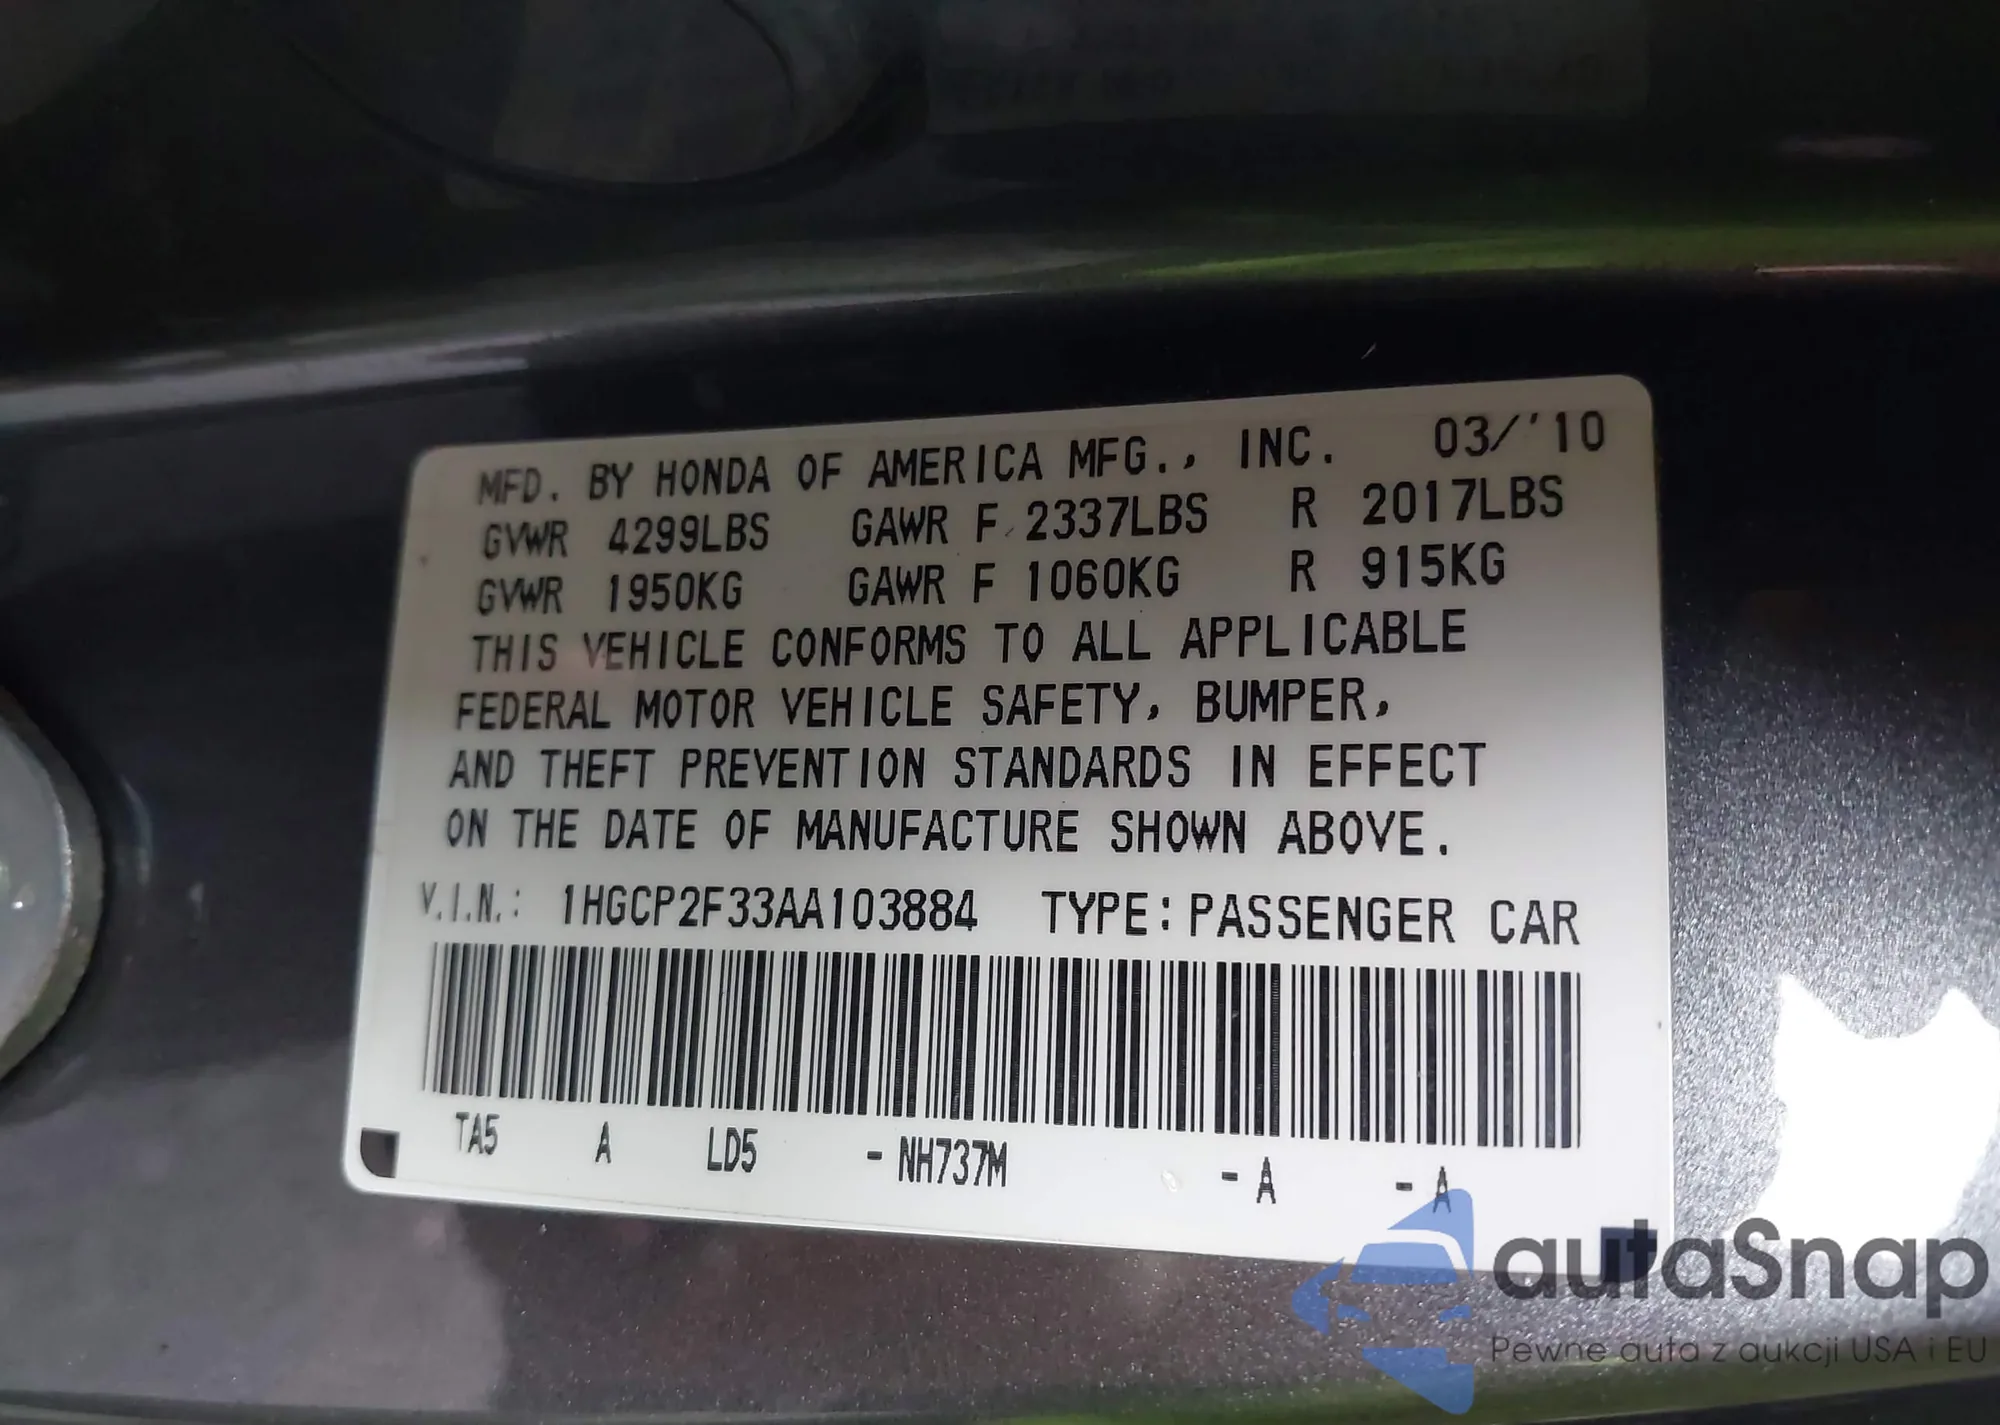 MFD. BY HONDA OF AMERICA MFG., INC. 03/'10
GVWR 4299LBS GAWR F 2337LBS R 2017LBS
GVWR 1950KG GAWR F 1060KG R 915KG
THIS VEHICLE CONFORMS TO ALL APPLICABLE
FEDERAL MOTOR VEHICLE SAFETY, BUMPER,
AND THEFT PREVENTION STANDARDS IN EFFECT
ON THE DATE OF MANUFACTURE SHOWN ABOVE.
V.I.N.: 1HGCP2F33AA103884 TYPE: PASSENGER CAR
TA5 A LD5 -NH737M -A -A
autaSnap
Pewne auta z aukcji USA i EU